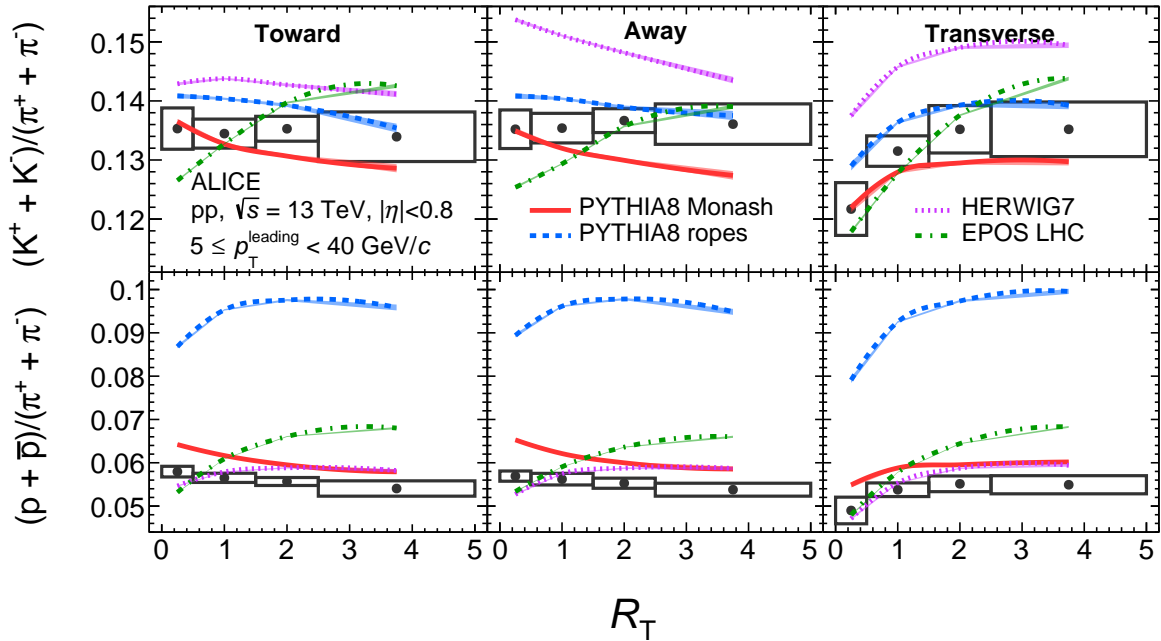 Toward
Away
Transverse
(K⁺ + K⁻)/(π⁺ + π⁻)
0.15
0.14
0.13
0.12
ALICE
pp, √s = 13 TeV, |η|<0.8
5 ≤ p_T^leading < 40 GeV/c
PYTHIA8 Monash
PYTHIA8 ropes
HERWIG7
EPOS LHC
(p + p̅)/(π⁺ + π⁻)
0.1
0.09
0.08
0.07
0.06
0.05
0 1 2 3 4 0 1 2 3 4 0 1 2 3 4 5
R_T